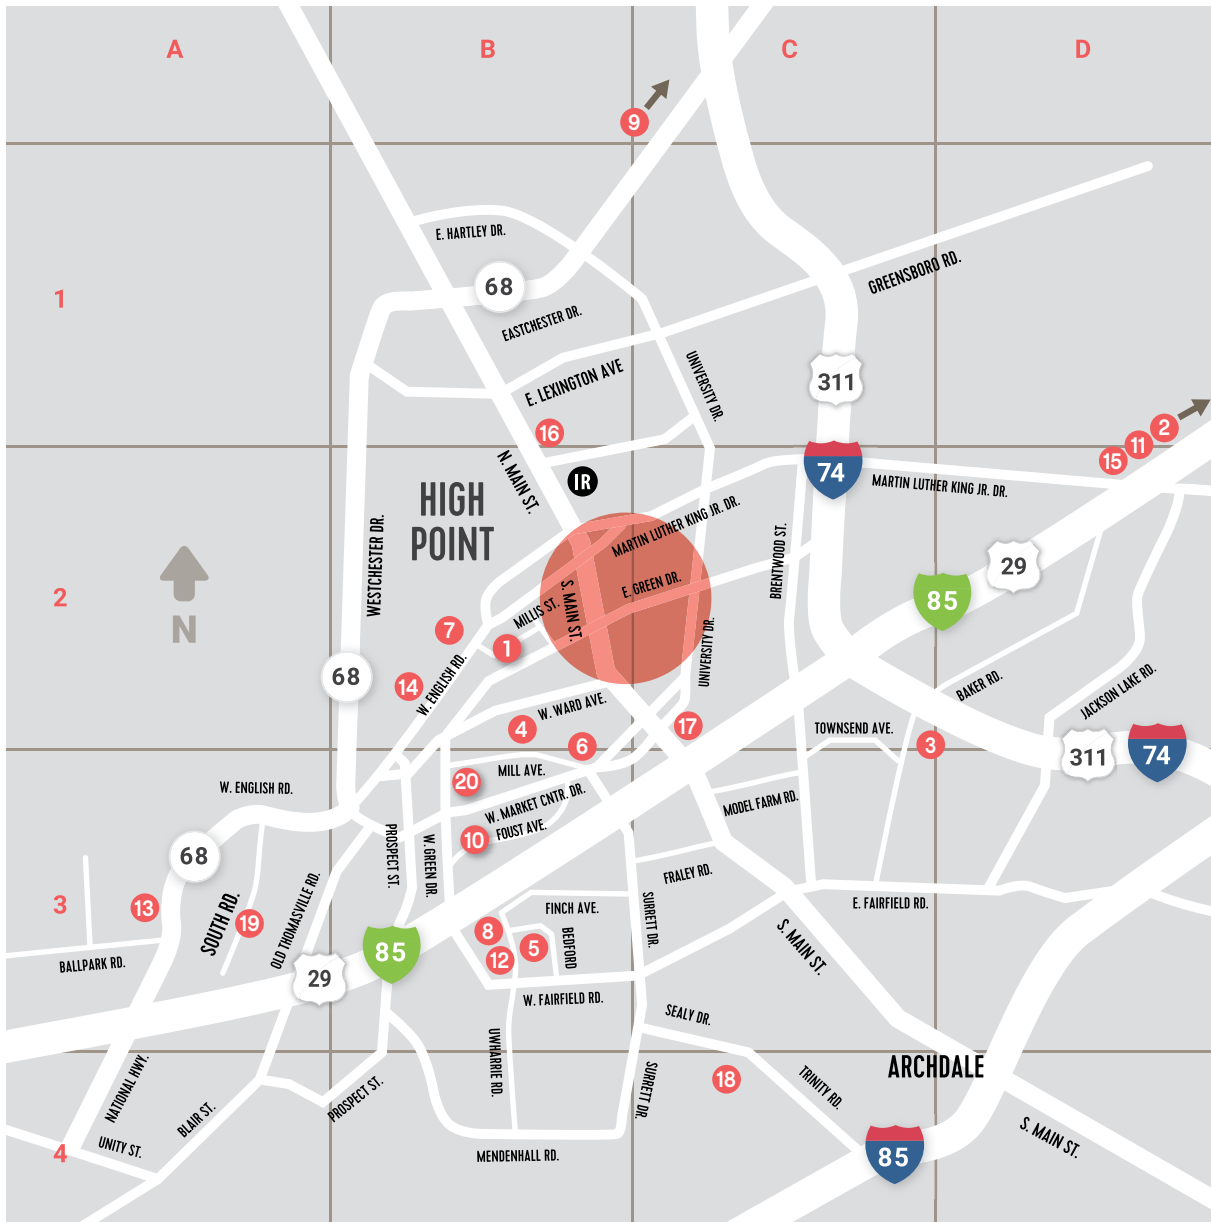 A
B
C
D
9
E. HARTLEY DR.
68
GREENSBORO RD.
1
EASTCHESTER DR.
E. LEXINGTON AVE
UNIVERSITY DR.
311
16
2
11
15
N. MAIN ST.
IR
74
MARTIN LUTHER KING JR. DR.
HIGH
POINT
WESTCHESTER DR.
MARTIN LUTHER KING JR. DR.
BRENTWOOD ST.
29
85
2
N
E. GREEN DR.
S. MAIN ST.
MILLIS ST.
7
1
UNIVERSITY DR.
68
14
W. ENGLISH RD.
BAKER RD.
JACKSON LAKE RD.
W. WARD AVE.
4
17
6
TOWNSEND AVE.
3
311
74
MILL AVE.
20
W. ENGLISH RD.
W. MARKET CNTR. DR.
MODEL FARM RD.
10
FOUST AVE.
PROSPECT ST.
W. GREEN DR.
68
FRALEY RD.
3
13
SOUTH RD.
19
OLD THOMASVILLE RD.
FINCH AVE.
SURRETT DR.
E. FAIRFIELD RD.
8
5
12
BEDFORD
S. MAIN ST.
85
BALLPARK RD.
29
W. FAIRFIELD RD.
SEALY DR.
UWHARRIE RD.
ARCHDALE
NATIONAL HWY.
18
TRINITY RD.
SURRETT DR.
PROSPECT ST.
BLAIR ST.
UNITY ST.
4
S. MAIN ST.
MENDENHALL RD.
85